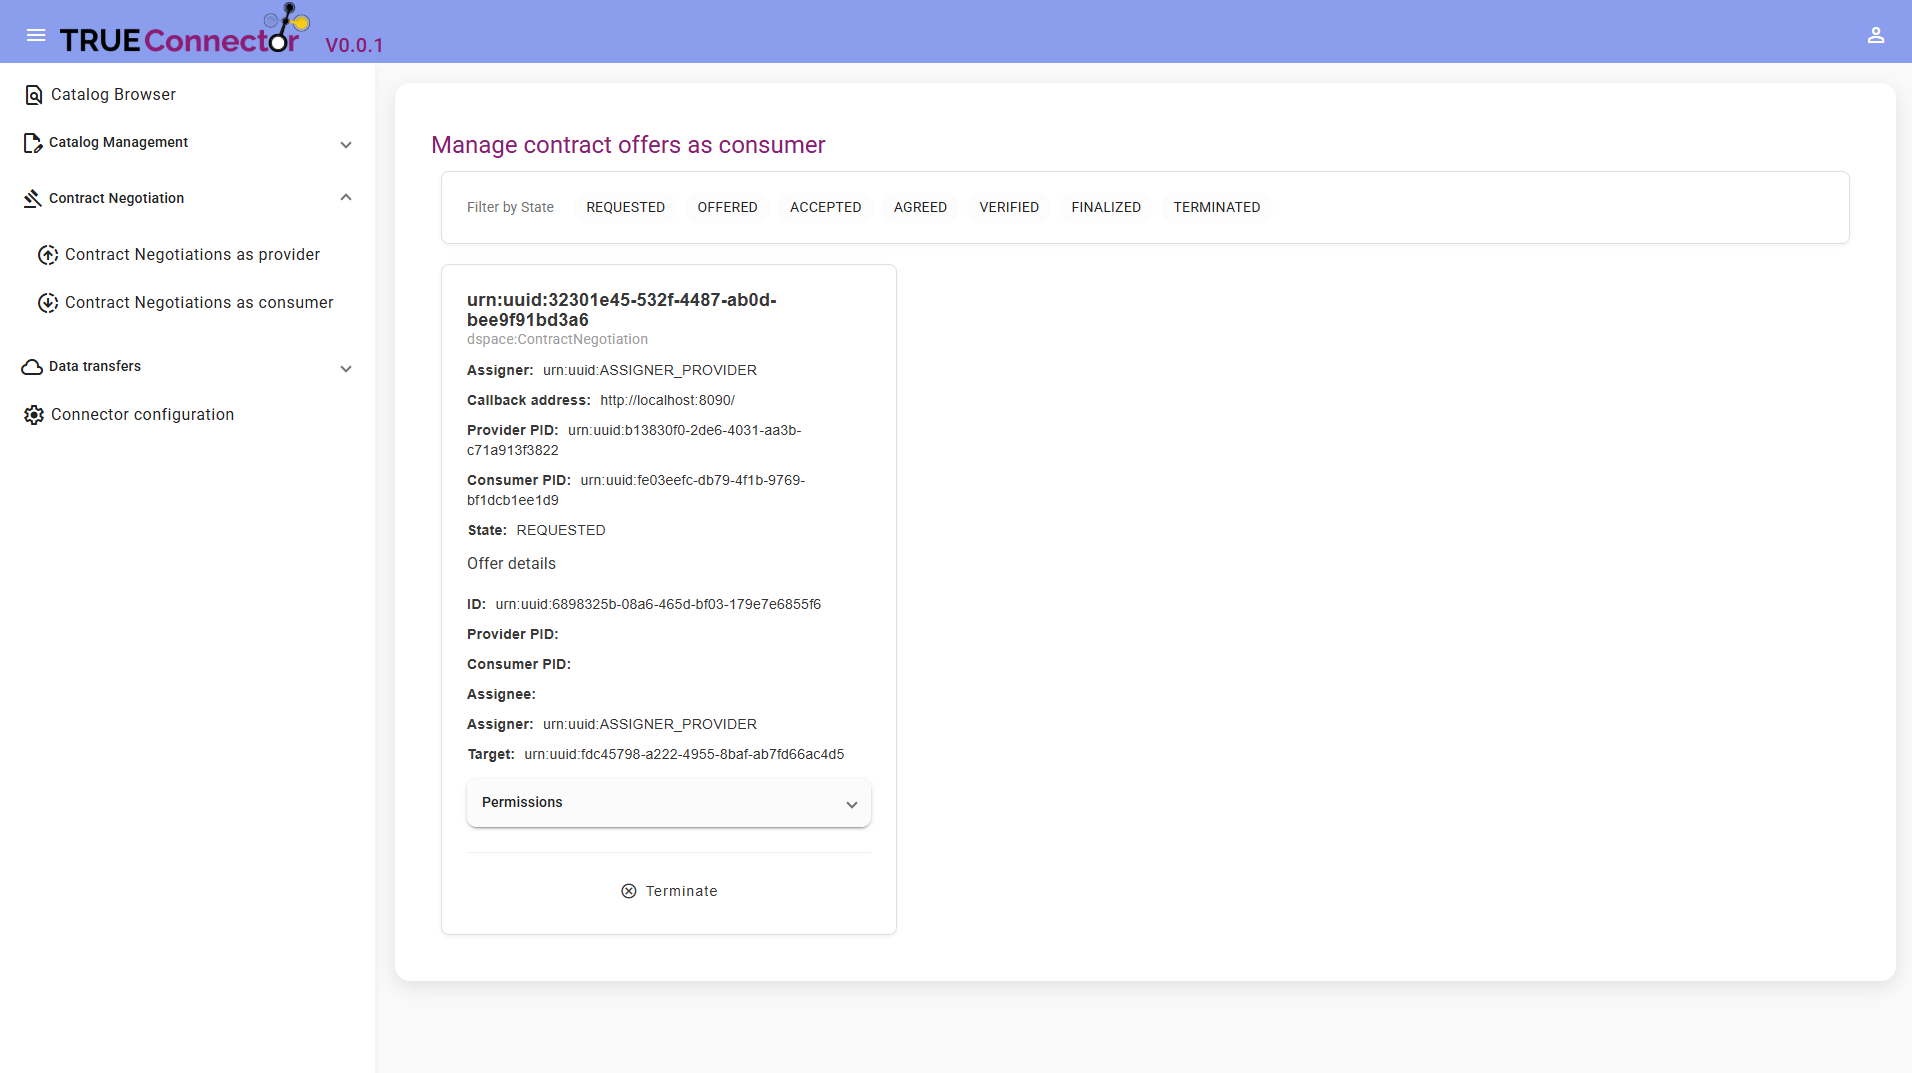 TRUEConnector V0.0.1
Catalog Browser
Catalog Management
Contract Negotiation
Contract Negotiations as provider
Contract Negotiations as consumer
Data transfers
Connector configuration
Manage contract offers as consumer
Filter by State REQUESTED OFFERED ACCEPTED AGREED VERIFIED FINALIZED TERMINATED
urn:uuid:32301e45-532f-4487-ab0d-
bee9f91bd3a6
dspace:ContractNegotiation
Assigner: urn:uuid:ASSIGNER_PROVIDER
Callback address: http://localhost:8090/
Provider PID: urn:uuid:b13830f0-2de6-4031-aa3b-
c71a913f3822
Consumer PID: urn:uuid:fe03eefc-db79-4f1b-9769-
bf1dcb1ee1d9
State: REQUESTED
Offer details
ID: urn:uuid:6898325b-08a6-465d-bf03-179e7e6855f6
Provider PID:
Consumer PID:
Assignee:
Assigner: urn:uuid:ASSIGNER_PROVIDER
Target: urn:uuid:fdc45798-a222-4955-8baf-ab7fd66ac4d5
Permissions
Terminate